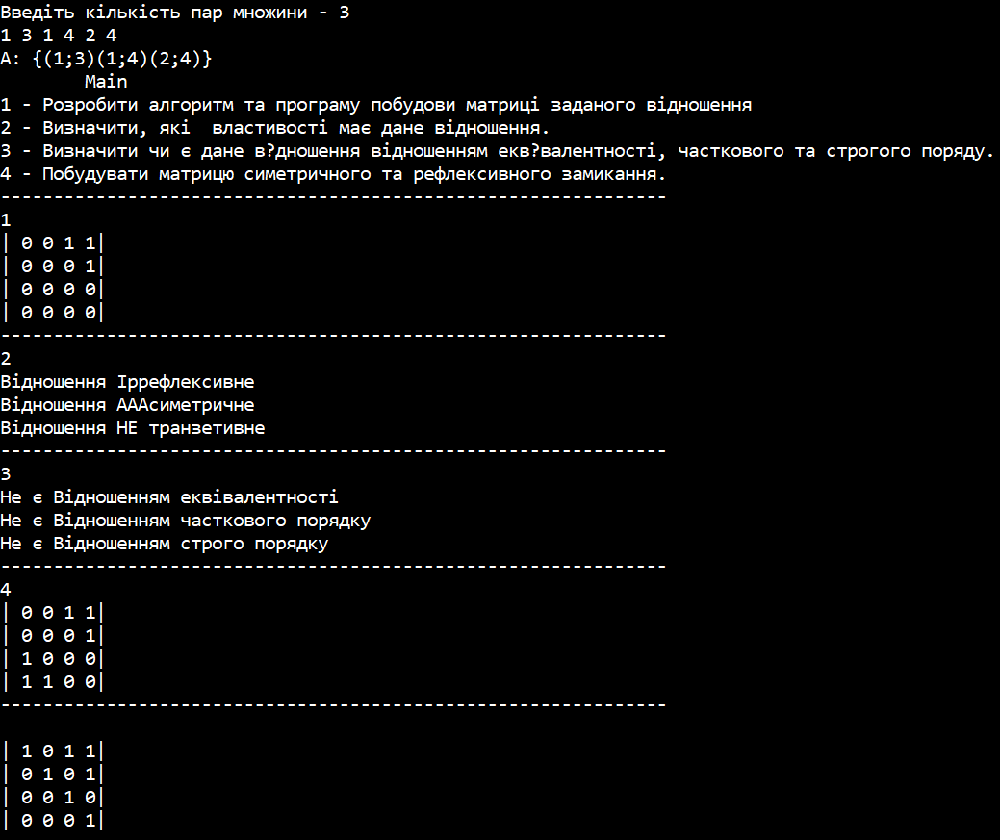 Введіть кількість пар множини - 3
1 3 1 4 2 4
A: {(1;3)(1;4)(2;4)}
Main
1 - Розробити алгоритм та програму побудови матриці заданого відношення
2 - Визначити, які  властивості має дане відношення.
3 - Визначити чи є дане в?дношення відношенням екв?валентності, часткового та строгого поряду.
4 - Побудувати матрицю симетричного та рефлексивного замикання.
---------------------------------------------------------------
1
| 0 0 1 1|
| 0 0 0 1|
| 0 0 0 0|
| 0 0 0 0|
---------------------------------------------------------------
2
Відношення Іррефлексивне
Відношення АААсиметричне
Відношення НЕ транзетивне
---------------------------------------------------------------
3
Не є Відношенням еквівалентності
Не є Відношенням часткового порядку
Не є Відношенням строго порядку
---------------------------------------------------------------
4
| 0 0 1 1|
| 0 0 0 1|
| 1 0 0 0|
| 1 1 0 0|
---------------------------------------------------------------
| 1 0 1 1|
| 0 1 0 1|
| 0 0 1 0|
| 0 0 0 1|